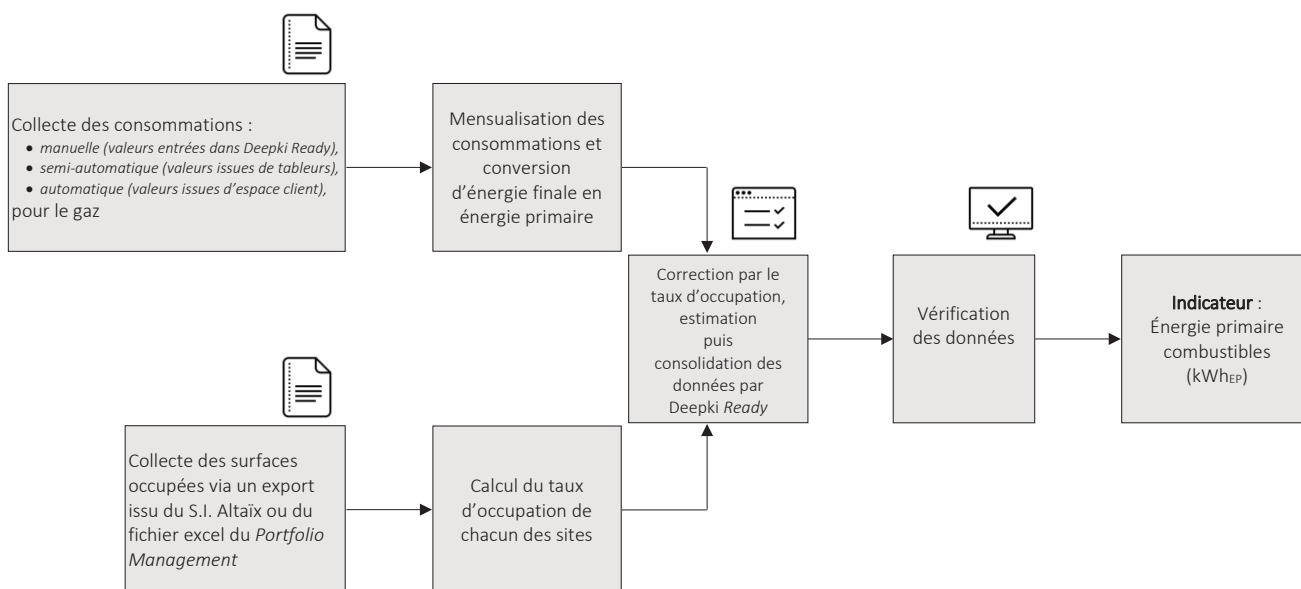 Collecte des consommations :
• manuelle (valeurs entrées dans Deepki Ready),
• semi-automatique (valeurs issues de tableurs),
• automatique (valeurs issues d’espace client),
pour le gaz
Mensualisation des
consommations et
conversion
d’énergie finale en
énergie primaire
Correction par le
taux d’occupation,
estimation
puis
consolidation des
données par
Deepki Ready
Vérification
des données
Indicateur :
Énergie primaire
combustibles
(kWhEP)
Collecte des surfaces
occupées via un export
issu du S.I. Altaïx ou du
fichier excel du Portfolio
Management
Calcul du taux
d’occupation de
chacun des sites